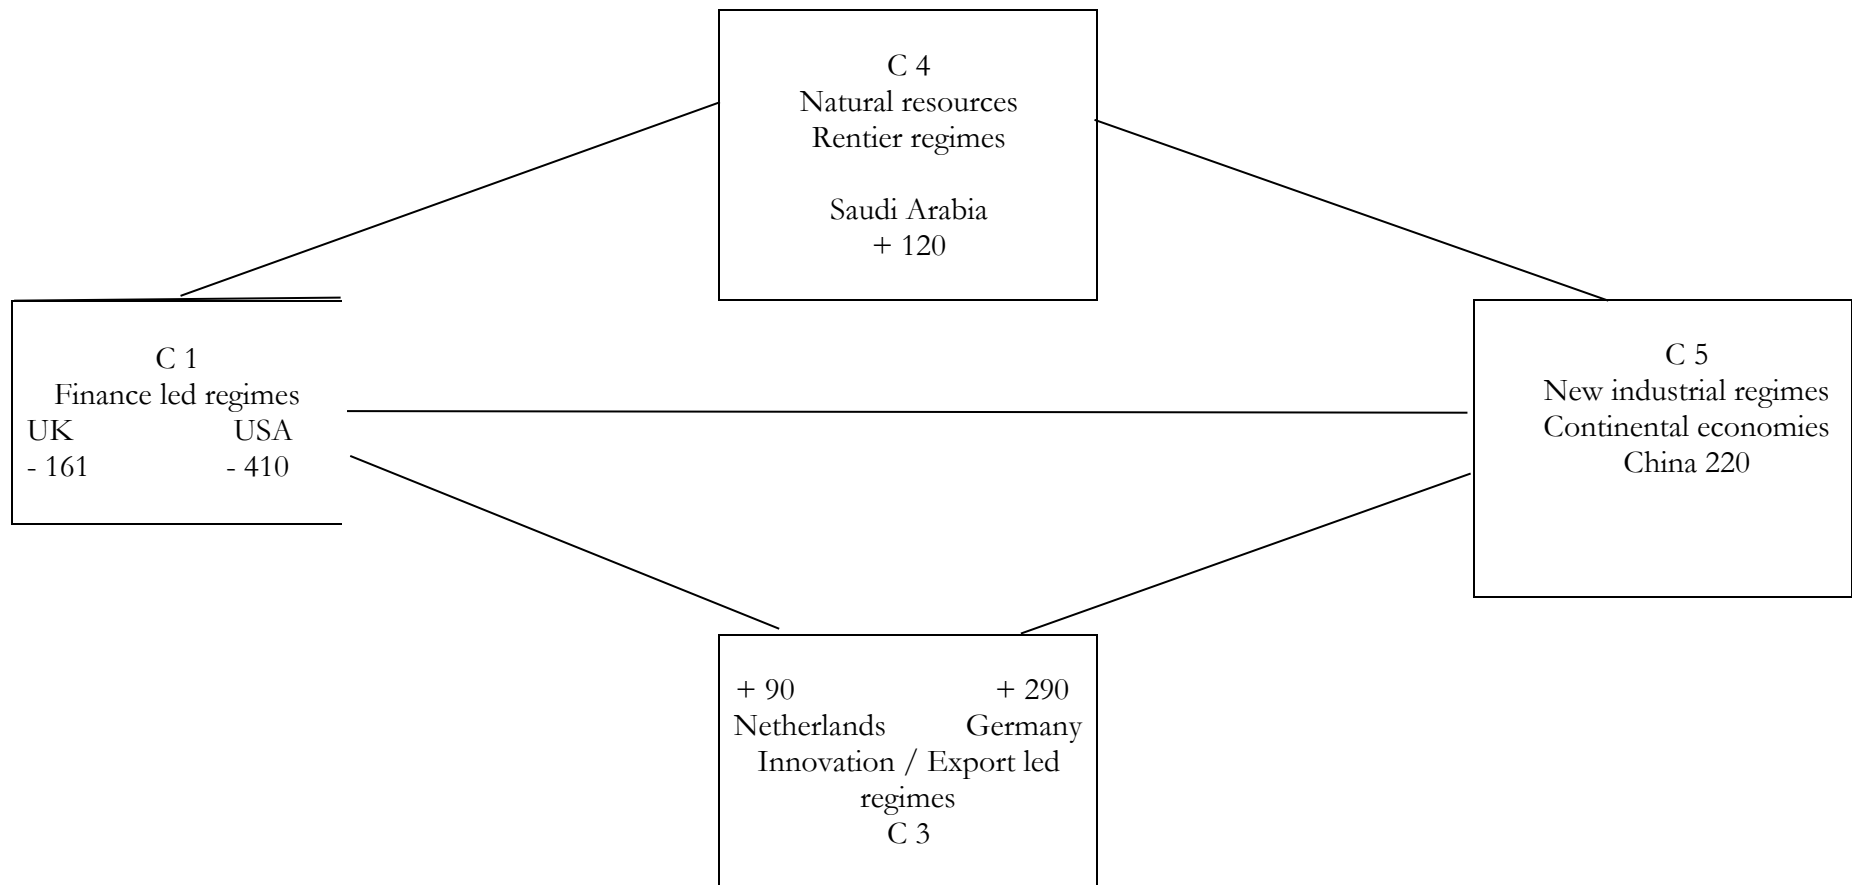 C 4
Natural resources
Rentier regimes
Saudi Arabia
+ 120
C 1
Finance led regimes
UK USA
- 161 - 410
C 5
New industrial regimes
Continental economies
China 220
+ 90 + 290
Netherlands Germany
Innovation / Export led
regimes
C 3